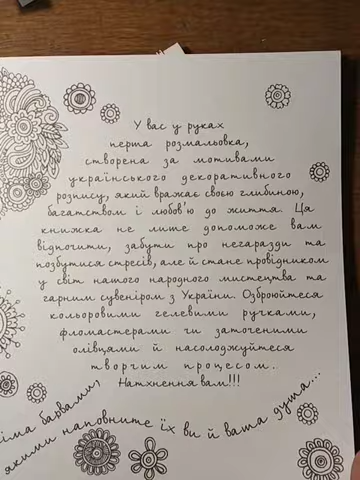 У вас у руках
перша розмальовка,
створена за мотивами
українського декоративного
розпису, який вражає своєю глибиною,
багатством і любов'ю до життя. Ця
книжка не лише допоможе вам
відпочити, забути про негаразди та
позбутися стресів, але й стане провідником
у світ нашого народного мистецтва та
гарним сувеніром з України. Озброюйтеся
кольоровими гелевими ручками,
фломастерами чи заточеними
олівцями й насолоджуйтеся
творчим процесом.
Натхнення вам!!!
барвами,
якими наповните їх ви й ваша душа...